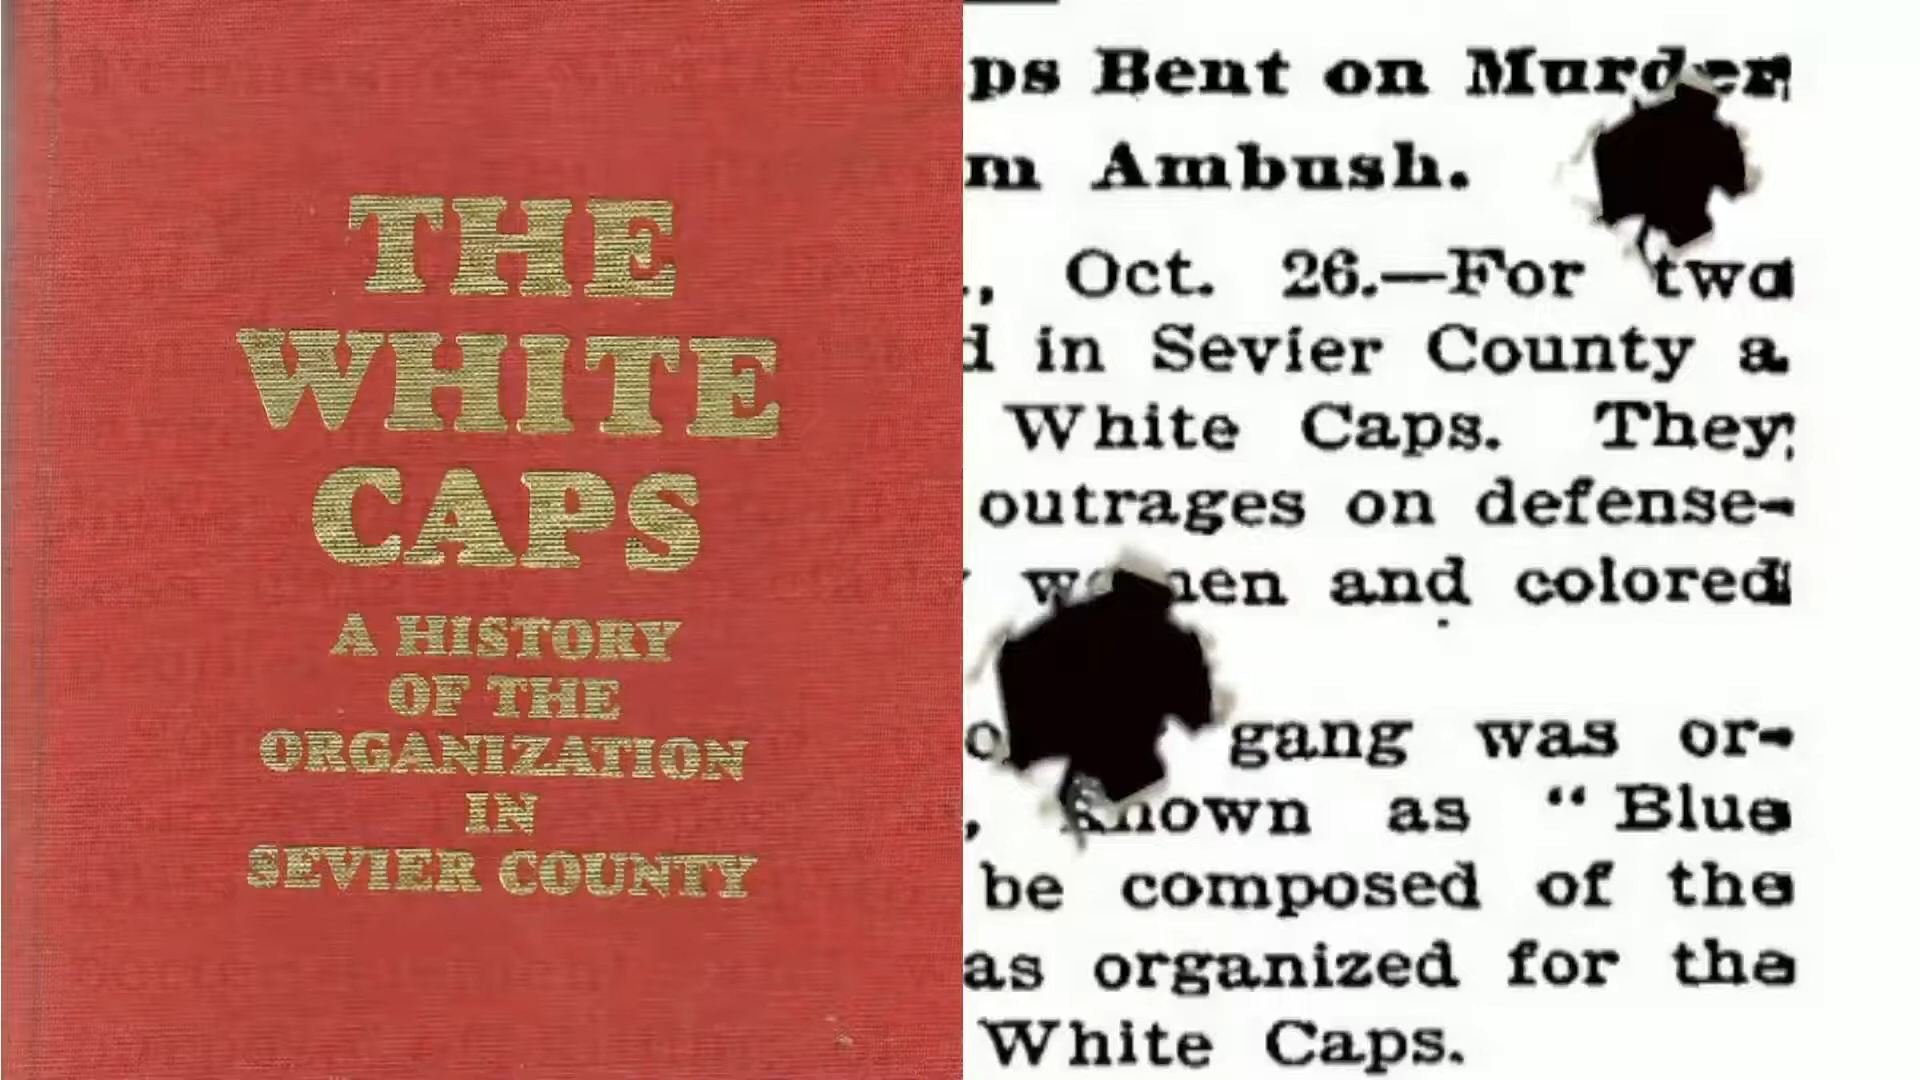 THE
WHITE
CAPS
A HISTORY
OF THE
ORGANIZATION
IN
SEVIER COUNTY
ps Bent on Murder
m Ambush.
., Oct. 26.—For two
d in Sevier County a
White Caps. They
outrages on defense-
women and colored
gang was or-
, known as “Blue
be composed of the
as organized for the
White Caps.